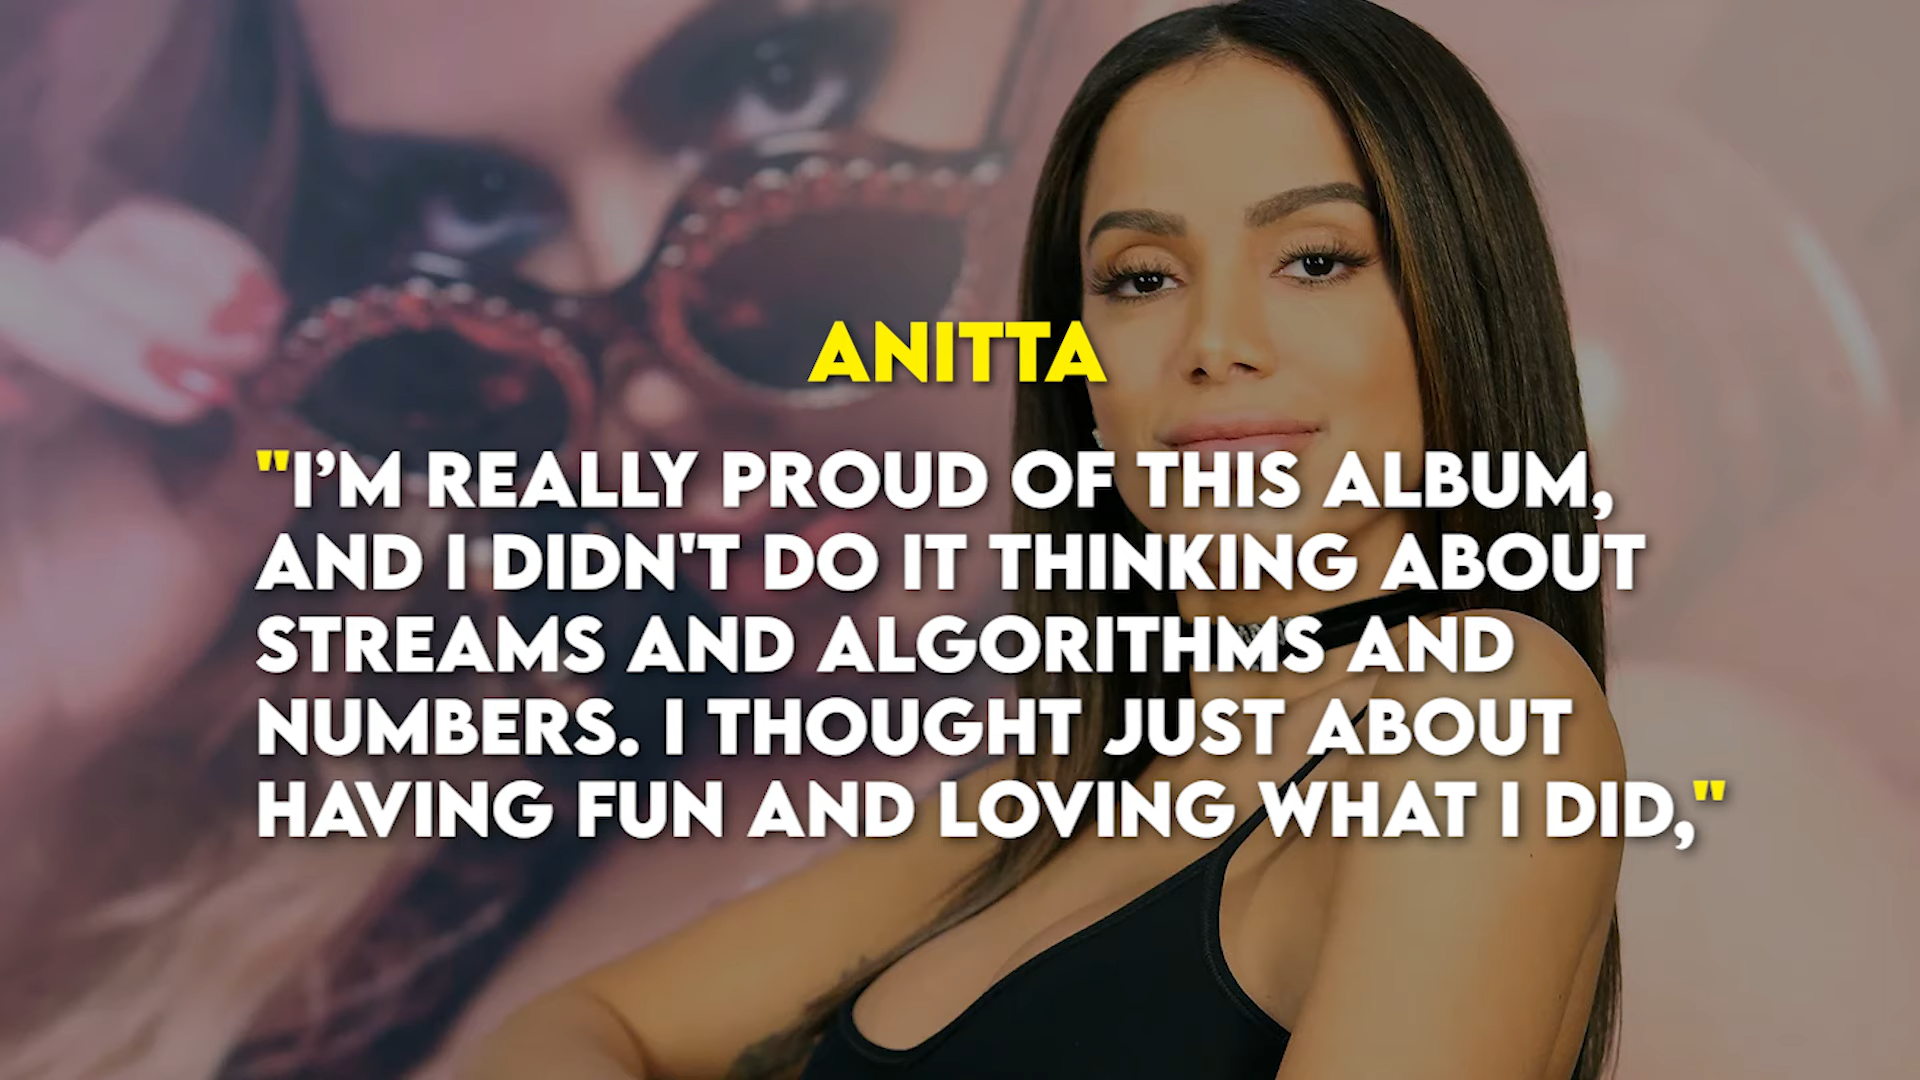 ANITTA
"I’M REALLY PROUD OF THIS ALBUM,
AND I DIDN'T DO IT THINKING ABOUT
STREAMS AND ALGORITHMS AND
NUMBERS. I THOUGHT JUST ABOUT
HAVING FUN AND LOVING WHAT I DID,"